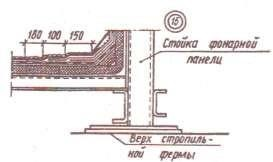 180 100 150
15
Стойка фонарной
панели
Верх стропиль-
ной фермы